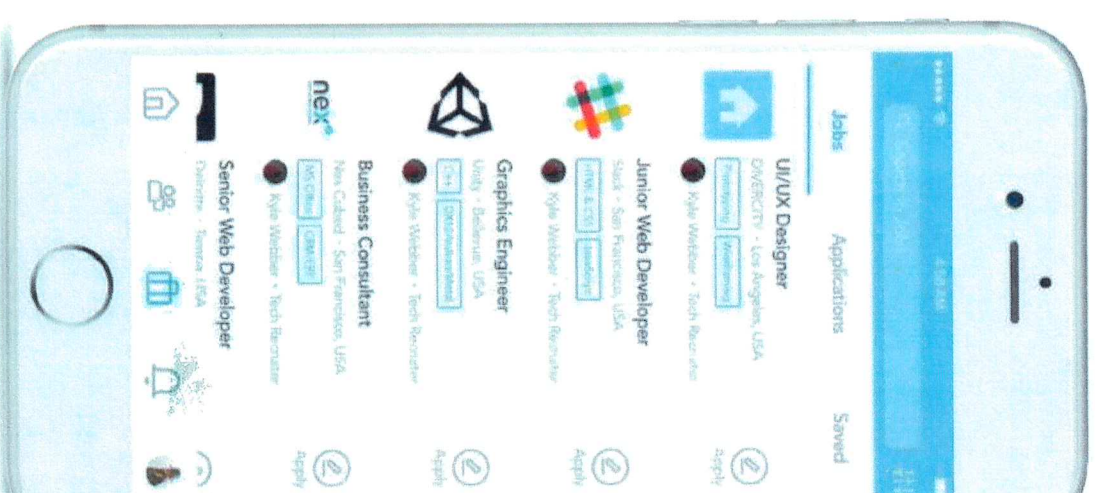 Jobs Applications Saved
UI/UX Designer
DIVERCITY - Los Angeles, USA
Kyle Webber • Tech Recruiter
Apply
Junior Web Developer
Slack - San Francisco, USA
HTML & CSS
Kyle Webber • Tech Recruiter
Apply
Graphics Engineer
Unity - Bellevue, USA
C++
Kyle Webber • Tech Recruiter
Apply
nex
Business Consultant
Nex Cubed - San Francisco, USA
MS Office
Kyle Webber • Tech Recruiter
Apply
Senior Web Developer
USA